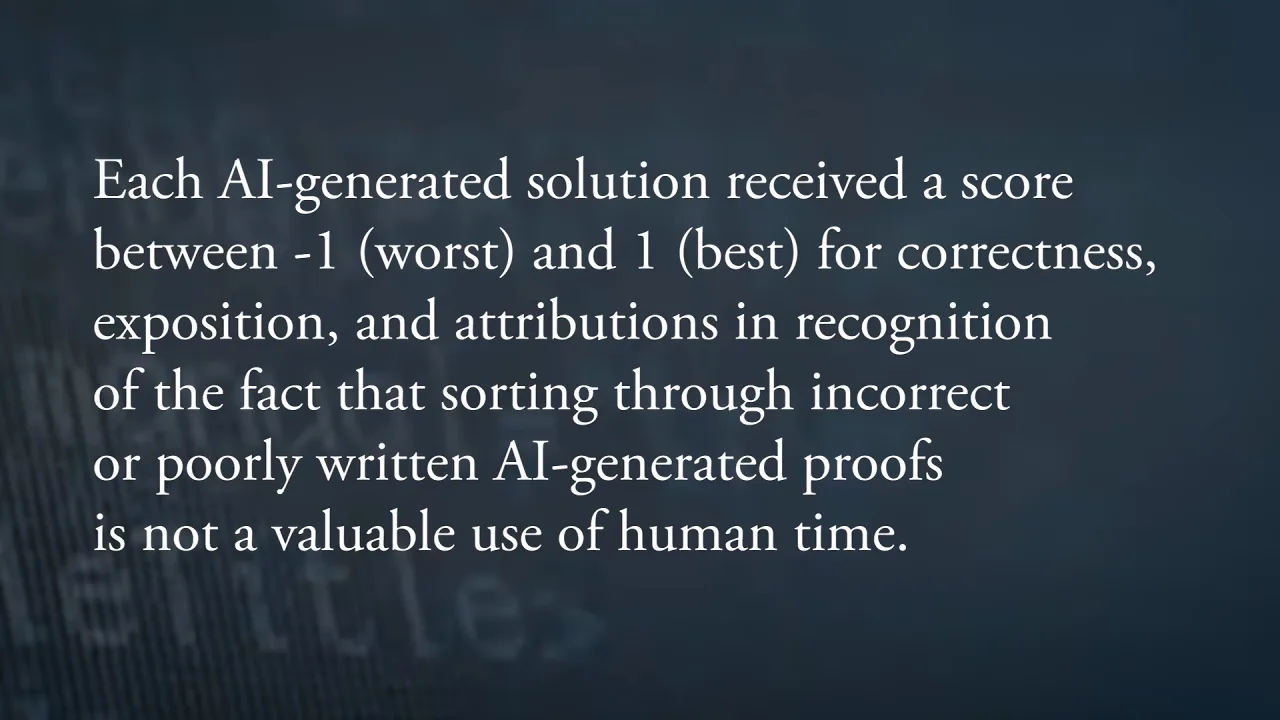 Each AI-generated solution received a score
between -1 (worst) and 1 (best) for correctness,
exposition, and attributions in recognition
of the fact that sorting through incorrect
or poorly written AI-generated proofs
is not a valuable use of human time.